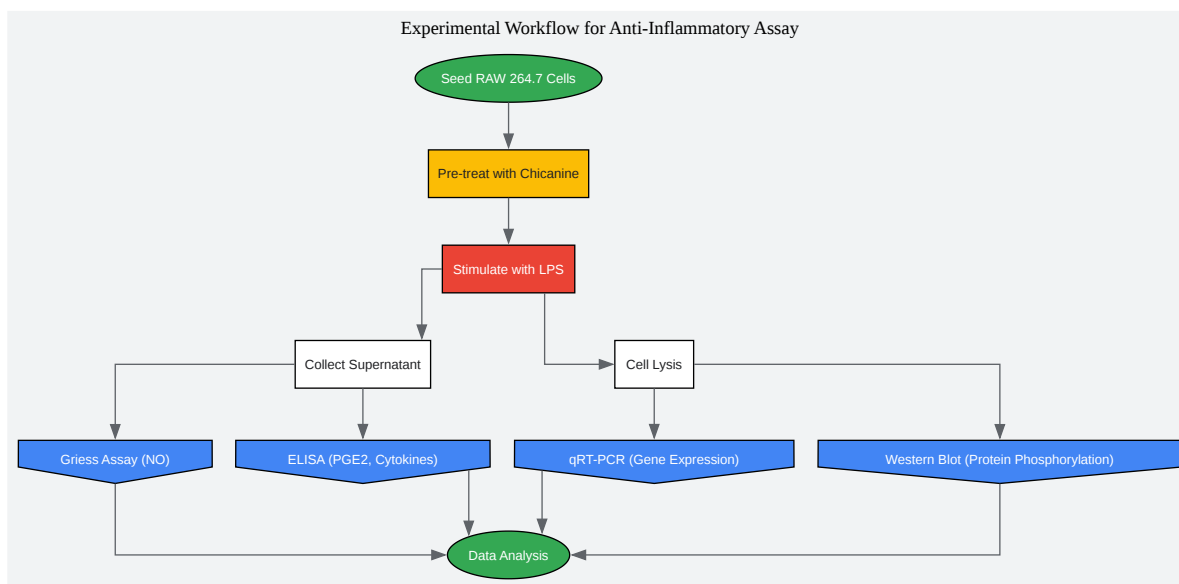 Experimental Workflow for Anti-Inflammatory Assay
Seed RAW 264.7 Cells
Pre-treat with Chicanine
Stimulate with LPS
Collect Supernatant
Cell Lysis
Griess Assay (NO)
ELISA (PGE2, Cytokines)
qRT-PCR (Gene Expression)
Western Blot (Protein Phosphorylation)
Data Analysis